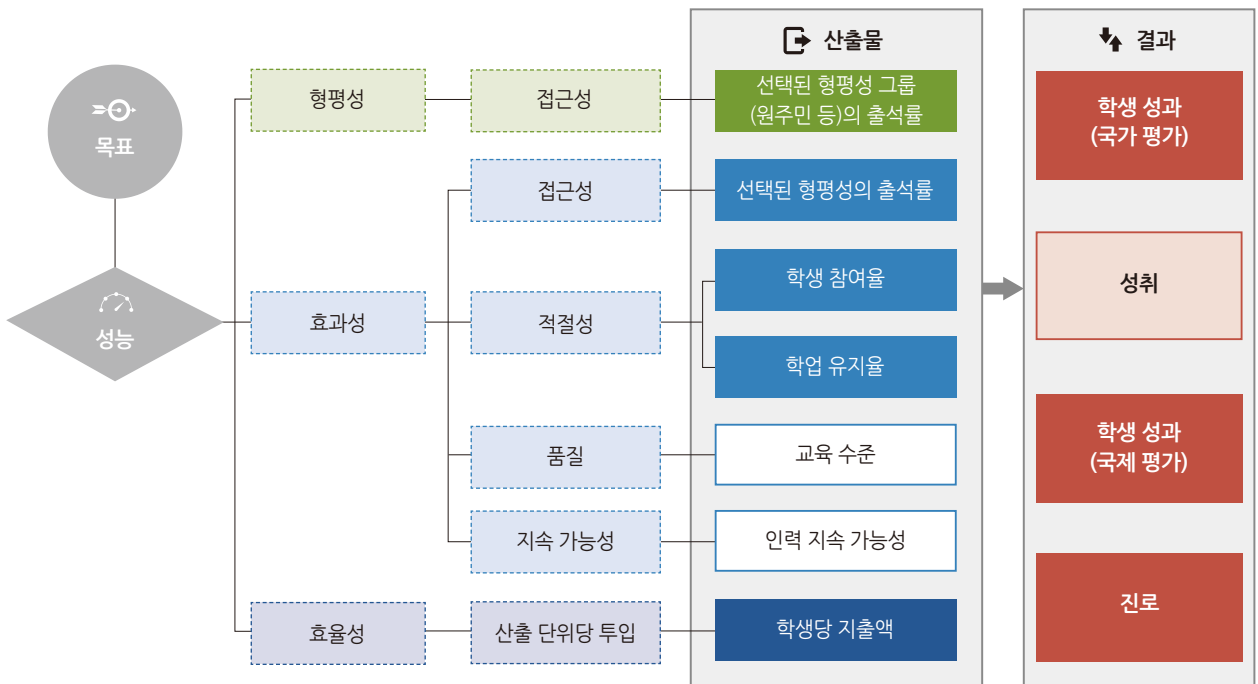 목표
성능
형평성
접근성
효과성
접근성
적절성
품질
지속 가능성
효율성
산출 단위당 투입
산출물
선택된 형평성 그룹
(원주민 등)의 출석률
선택된 형평성의 출석률
학생 참여율
학업 유지율
교육 수준
인력 지속 가능성
학생당 지출액
결과
학생 성과
(국가 평가)
성취
학생 성과
(국제 평가)
진로